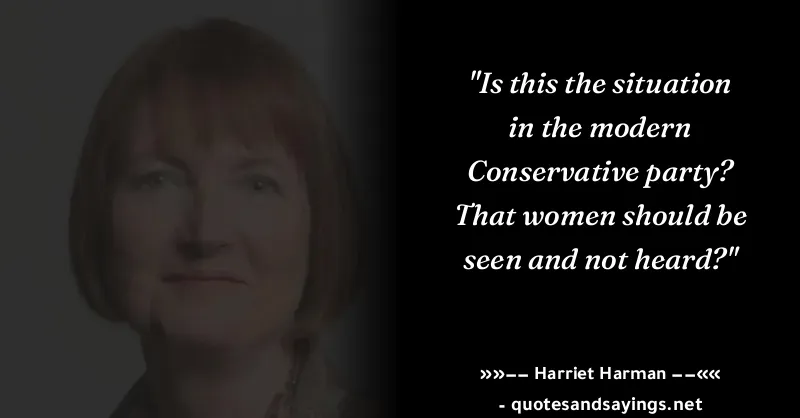 "Is this the situation
in the modern
Conservative party?
That women should be
seen and not heard?"
»»−− Harriet Harman −−««
- quotesandsayings.net